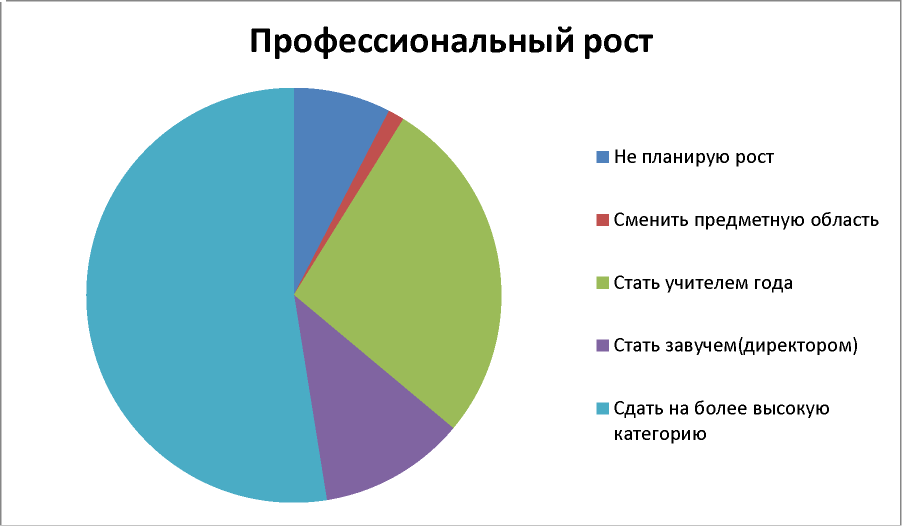 Профессиональный рост
Не планирую рост
Сменить предметную область
Стать учителем года
Стать завучем(директором)
Сдать на более высокую
категорию